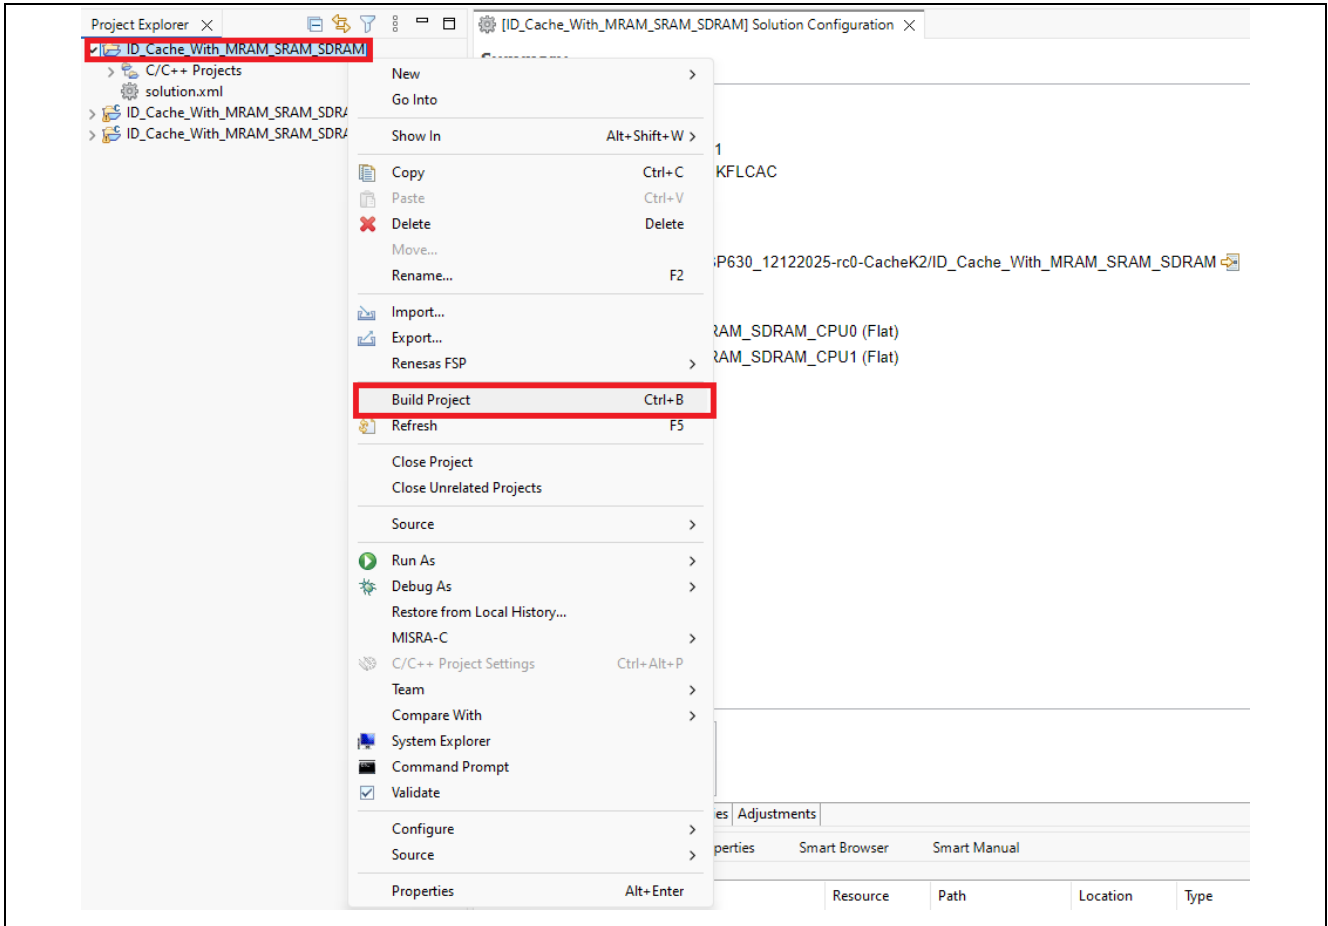 Project Explorer
[ID_Cache_With_MRAM_SRAM_SDRAM] Solution Configuration
ID_Cache_With_MRAM_SRAM_SDRAM
C/C++ Projects
solution.xml
ID_Cache_With_MRAM_SRAM_SDRA
ID_Cache_With_MRAM_SRAM_SDRA
New
Go Into
Show In Alt+Shift+W >
Copy Ctrl+C
Paste Ctrl+V
Delete Delete
Move...
Rename... F2
Import...
Export...
Renesas FSP
Build Project Ctrl+B
Refresh F5
Close Project
Close Unrelated Projects
Source
Run As
Debug As
Restore from Local History...
MISRA-C
C/C++ Project Settings Ctrl+Alt+P
Team
Compare With
System Explorer
Command Prompt
Validate
Configure
Source
Properties Alt+Enter
1
KFLCAC
P630_12122025-rc0-CacheK2/ID_Cache_With_MRAM_SRAM_SDRAM
RAM_SDRAM_CPU0 (Flat)
RAM_SDRAM_CPU1 (Flat)
es Adjustments
perties Smart Browser Smart Manual
Resource Path Location Type